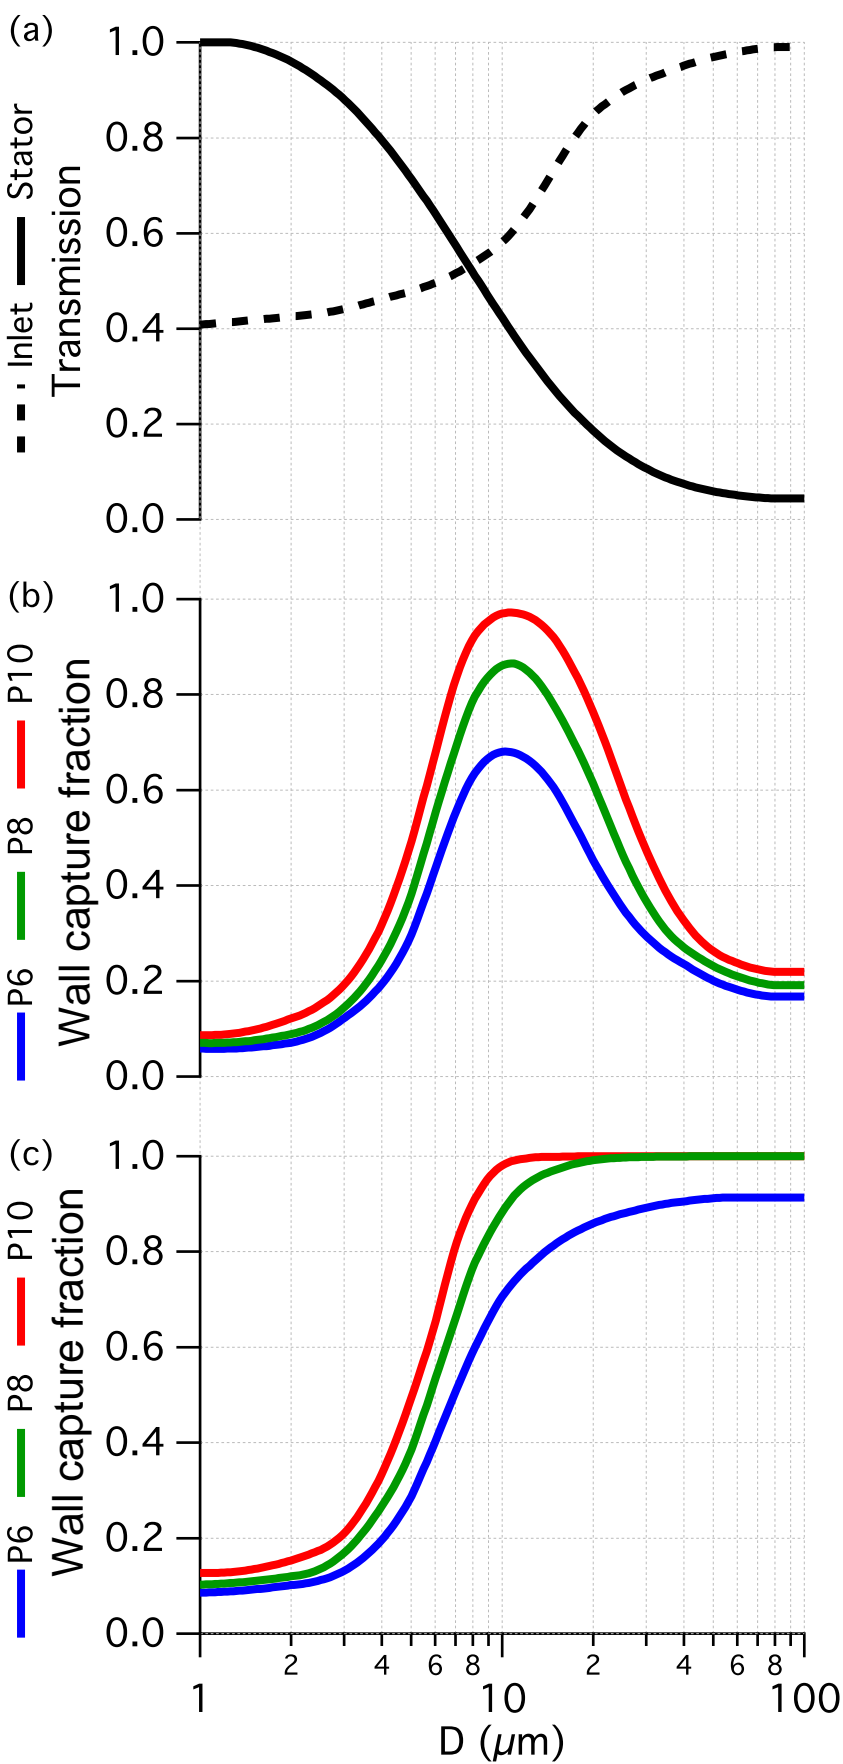 (a)
Inlet Stator
Transmission
1.0
0.8
0.6
0.4
0.2
0.0
(b)
P6 P8 P10
Wall capture fraction
1.0
0.8
0.6
0.4
0.2
0.0
(c)
P6 P8 P10
Wall capture fraction
1.0
0.8
0.6
0.4
0.2
0.0
2 4 6 8 2 4 6 8
1 10 100
D (μm)